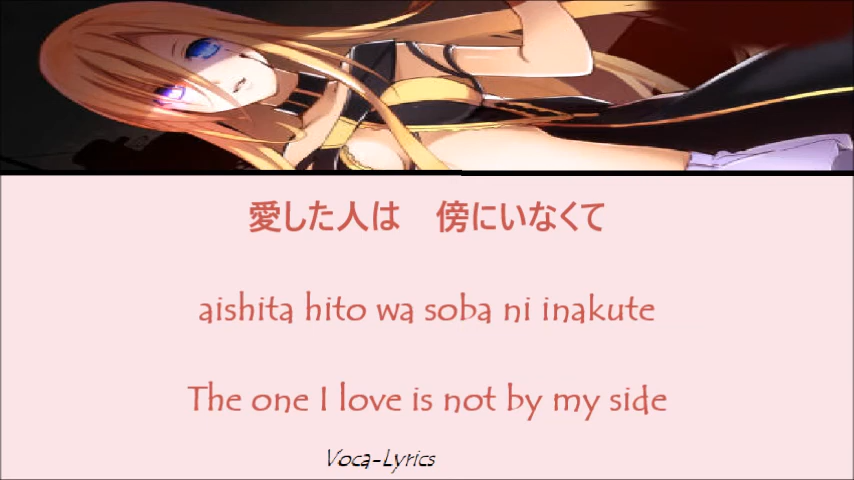 愛した人は　傍にいなくて
aishita hito wa soba ni inakute
The one I love is not by my side
Voca-Lyrics